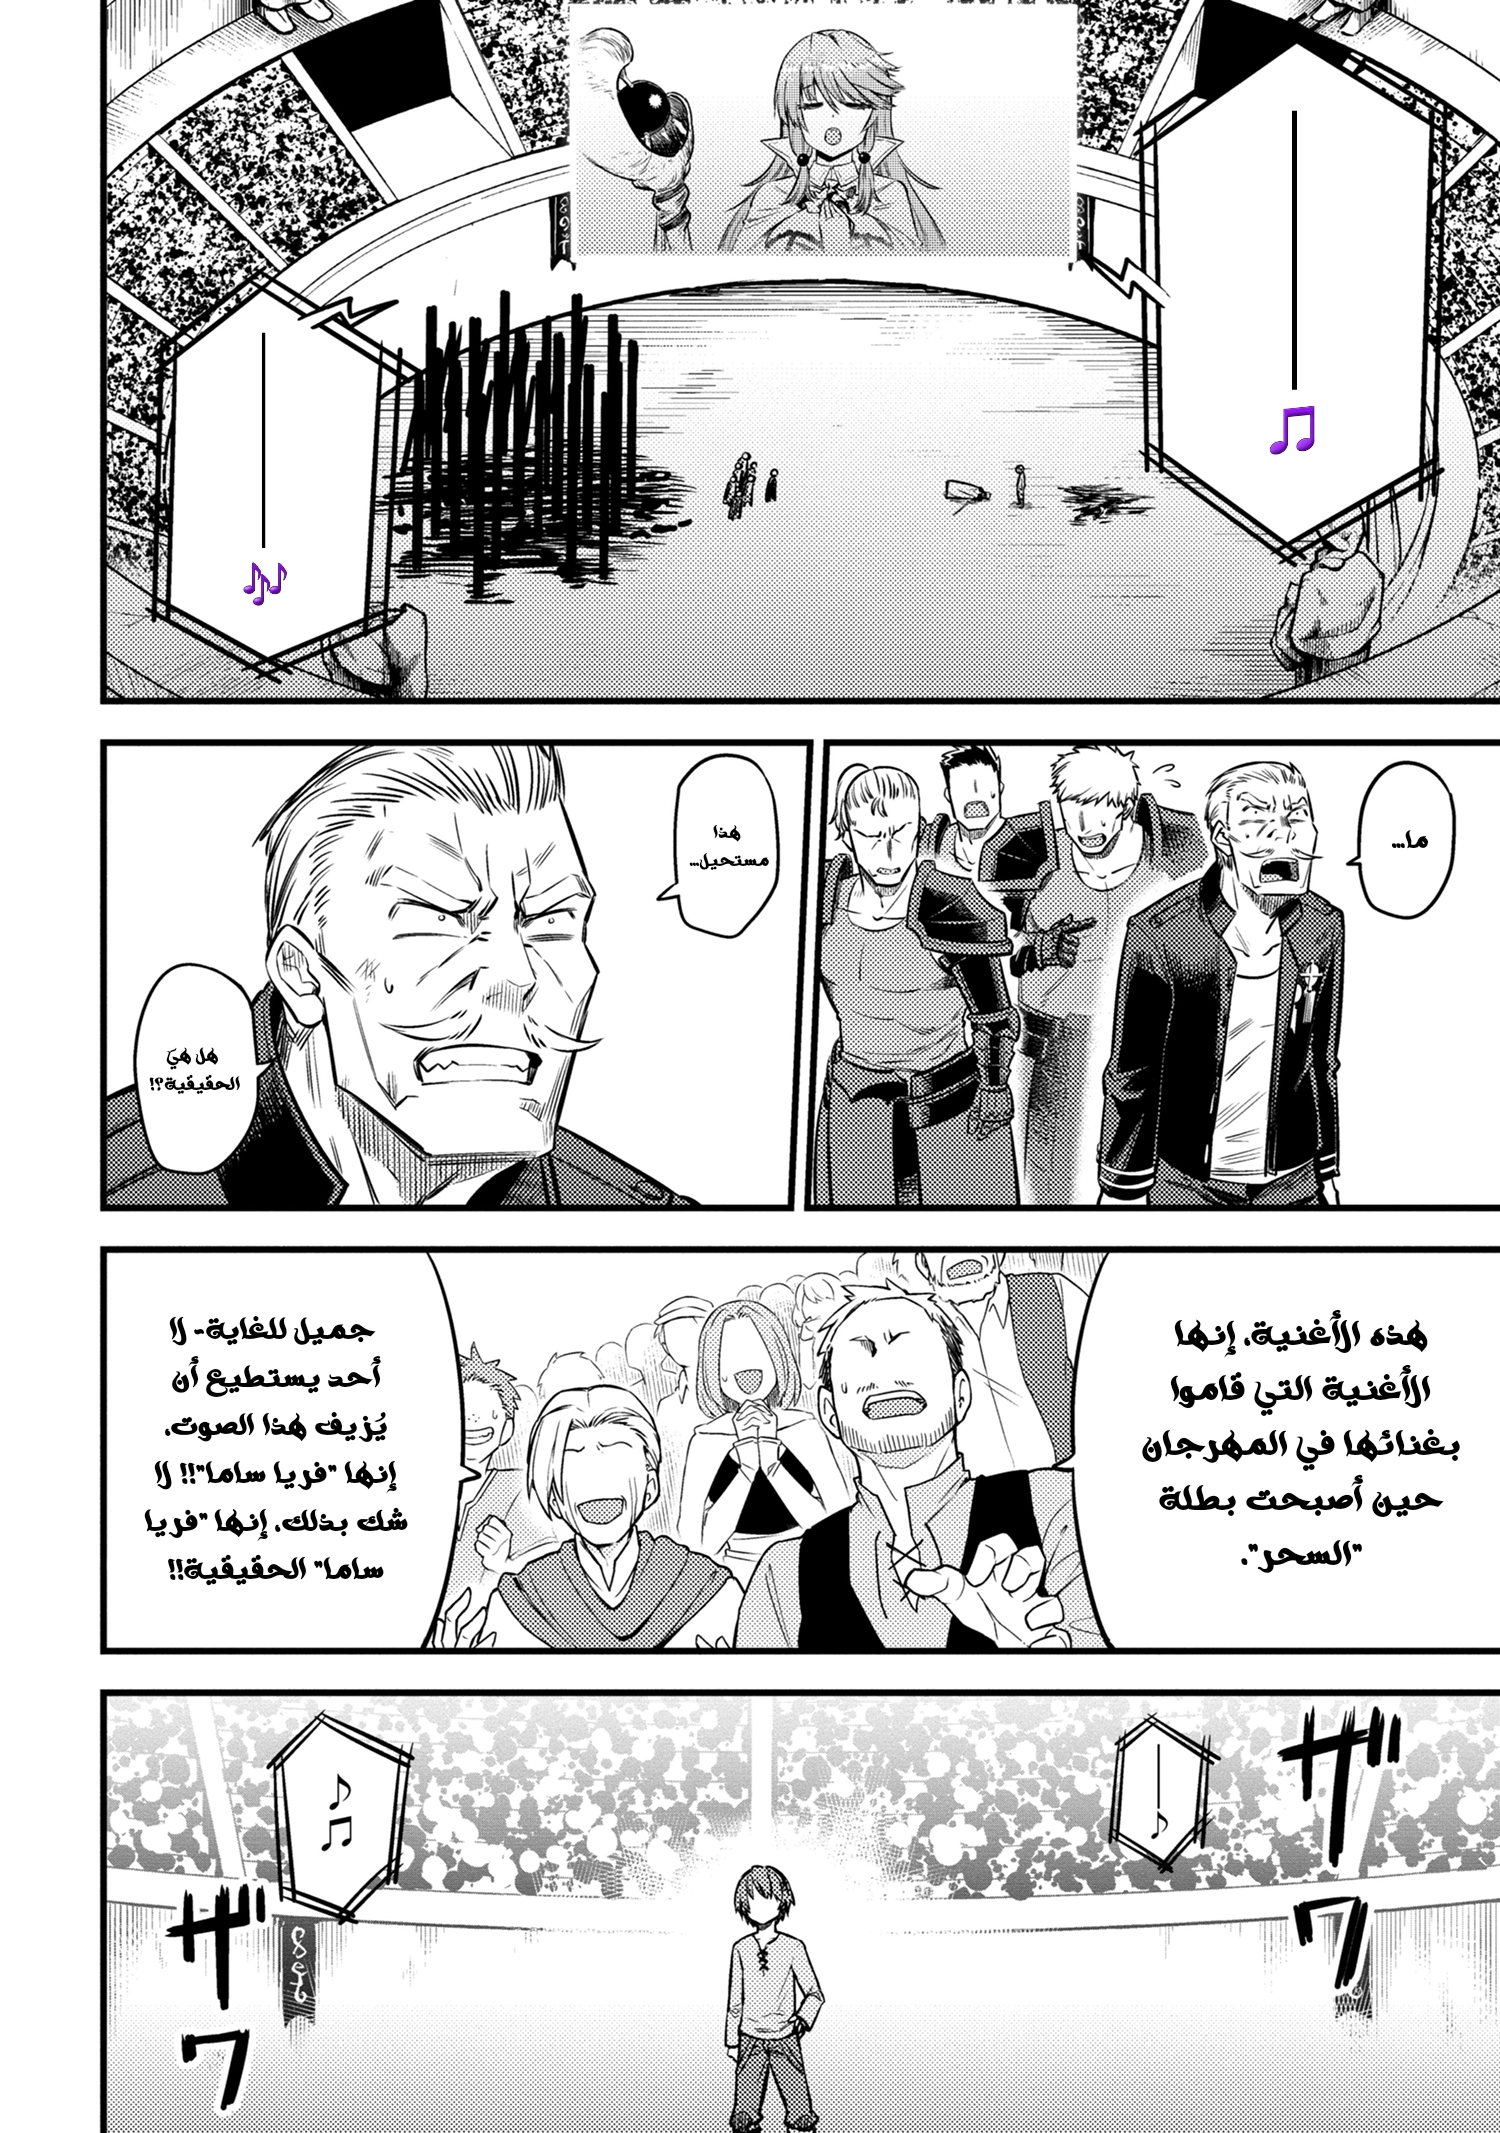 ما...
هذا
مستحيل...
هل هيَ
الحقيقية؟!
هذه الأغنية، إنها
الأغنية التي قاموا
بغنائها في المهرجان
حين أصبحت بطلة
"السحر".
جميل للغاية- لا
أحد يستطيع أن
يُزيف هذا الصوت،
إنها "فريا ساما"!! لا
شك بذلك، إنها "فريا
ساما" الحقيقية!!
ザワ
ザワ